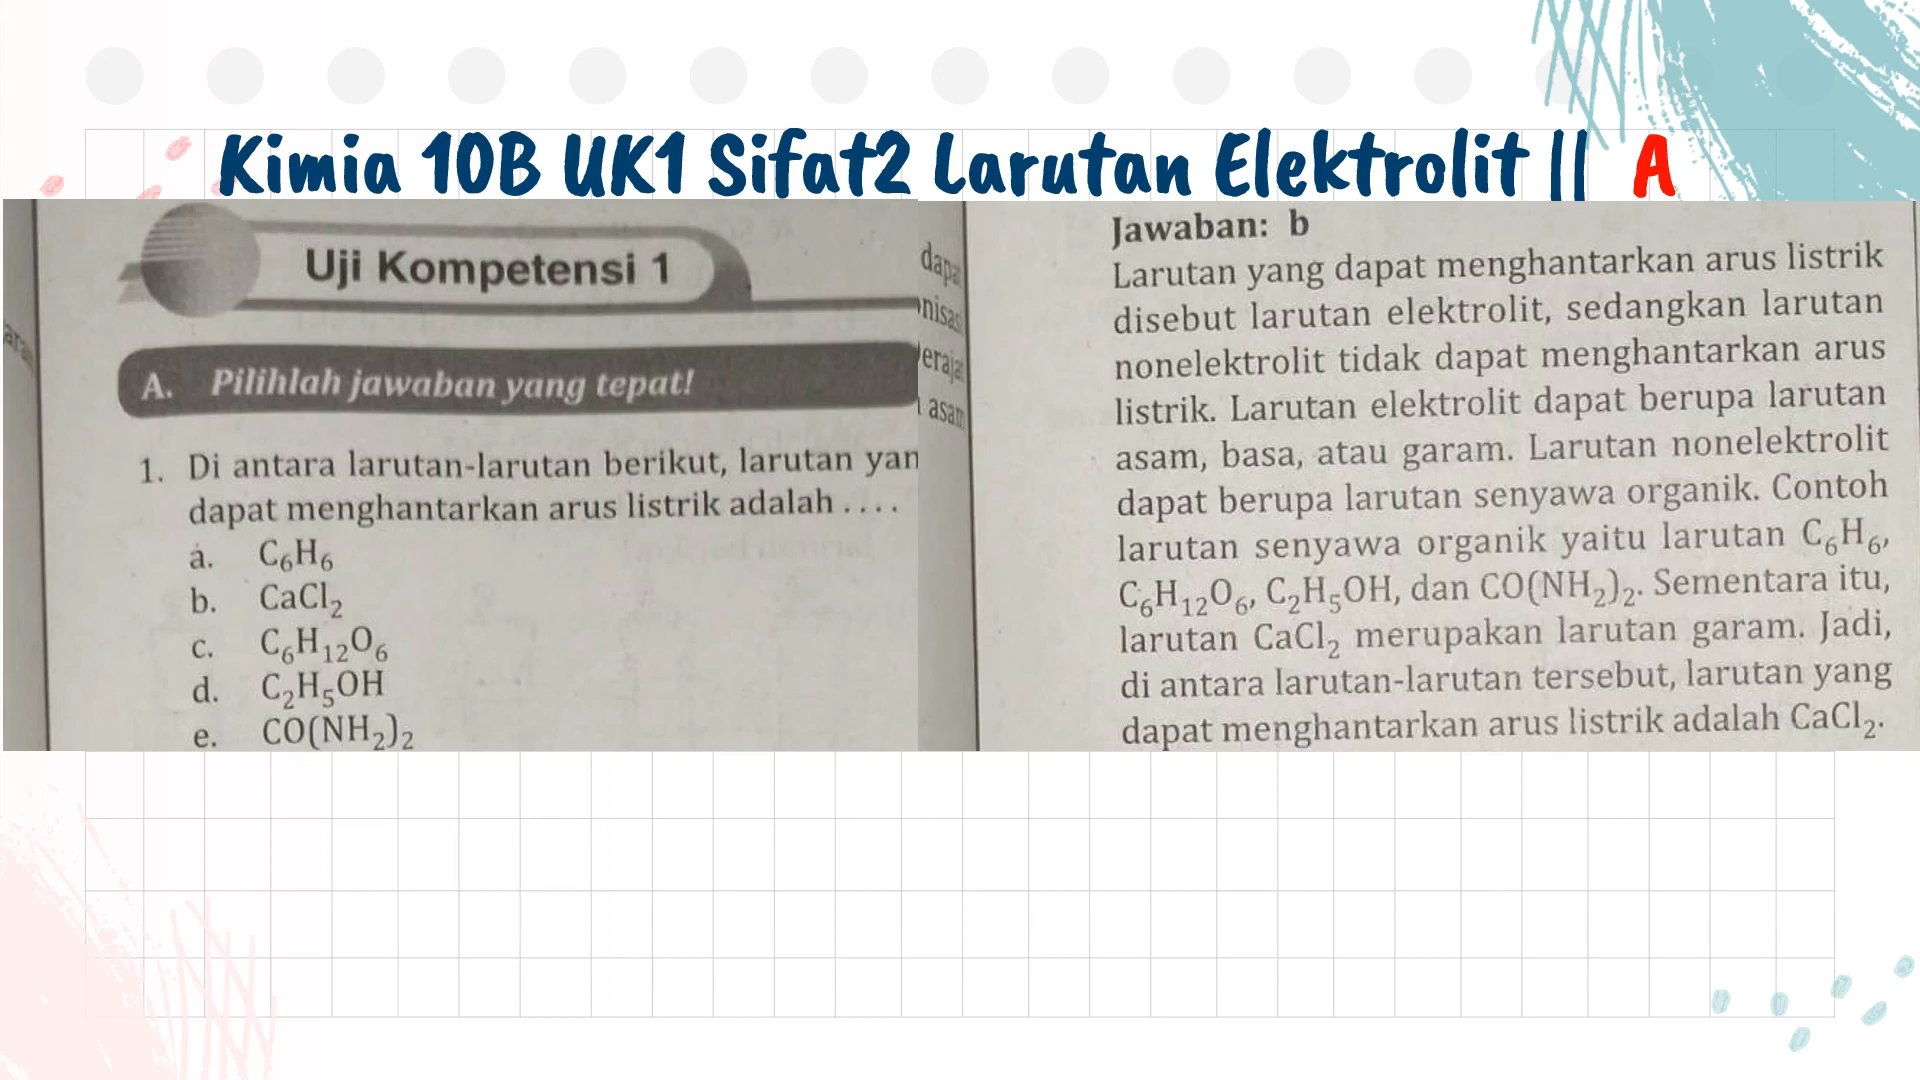 Kimia 10B UK1 Sifat2 Larutan Elektrolit || A
Uji Kompetensi 1
A. Pilihlah jawaban yang tepat!
1. Di antara larutan-larutan berikut, larutan yan
dapat menghantarkan arus listrik adalah . . . .
a. C₆H₆
b. CaCl₂
c. C₆H₁₂O₆
d. C₂H₅OH
e. CO(NH₂)₂
dapa
nisas
erajat
asam
Jawaban: b
Larutan yang dapat menghantarkan arus listrik
disebut larutan elektrolit, sedangkan larutan
nonelektrolit tidak dapat menghantarkan arus
listrik. Larutan elektrolit dapat berupa larutan
asam, basa, atau garam. Larutan nonelektrolit
dapat berupa larutan senyawa organik. Contoh
larutan senyawa organik yaitu larutan C₆H₆,
C₆H₁₂O₆, C₂H₅OH, dan CO(NH₂)₂. Sementara itu,
larutan CaCl₂ merupakan larutan garam. Jadi,
di antara larutan-larutan tersebut, larutan yang
dapat menghantarkan arus listrik adalah CaCl₂.